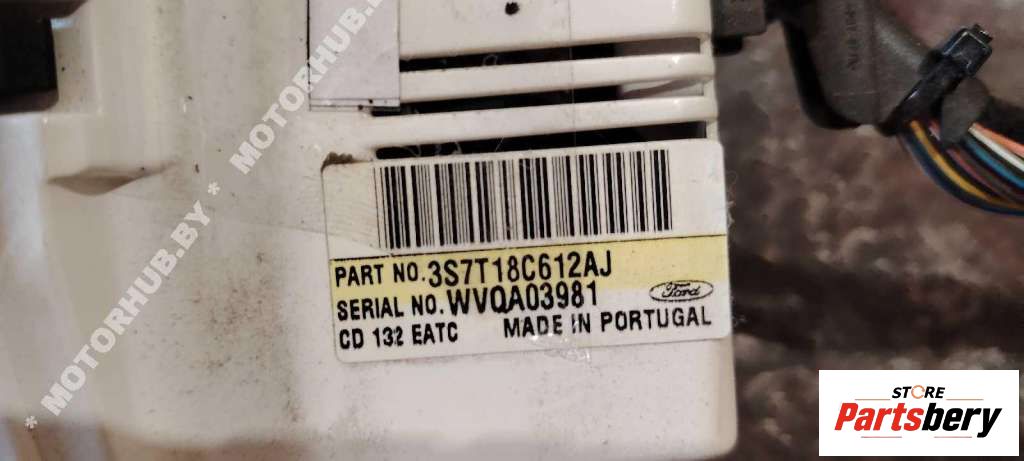 * MOTORHUB.BY * MOTORHUB.BY
PART NO. 3S7T18C612AJ
SERIAL NO. WVQA03981
Ford
CD 132 EATC MADE IN PORTUGAL
STORE
Partsbery